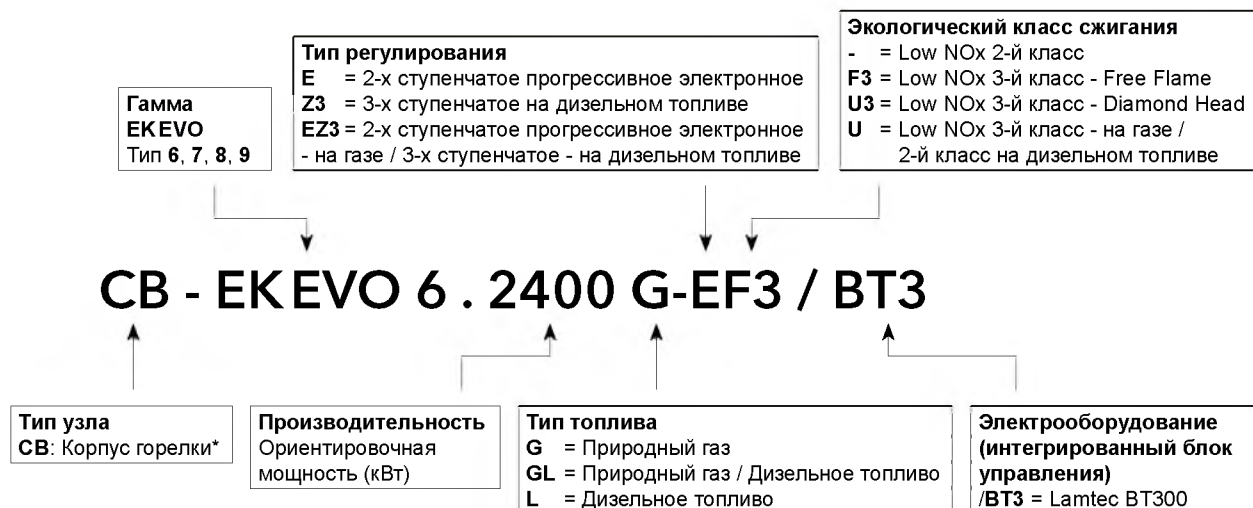 Гамма
EKEVO
Тип 6, 7, 8, 9
Тип регулирования
E = 2-х ступенчатое прогрессивное электронное
Z3 = 3-х ступенчатое на дизельном топливе
EZ3 = 2-х ступенчатое прогрессивное электронное
- на газе / 3-х ступенчатое - на дизельном топливе
Экологический класс сжигания
- = Low NOx 2-й класс
F3 = Low NOx 3-й класс - Free Flame
U3 = Low NOx 3-й класс - Diamond Head
U = Low NOx 3-й класс - на газе /
2-й класс на дизельном топливе
CB - EKEVO 6 . 2400 G-EF3 / BT3
Тип узла
CB: Корпус горелки*
Производительность
Ориентировочная
мощность (кВт)
Тип топлива
G = Природный газ
GL = Природный газ / Дизельное топливо
L = Дизельное топливо
Электрооборудование
(интегрированный блок
управления)
/BT3 = Lamtec BT300